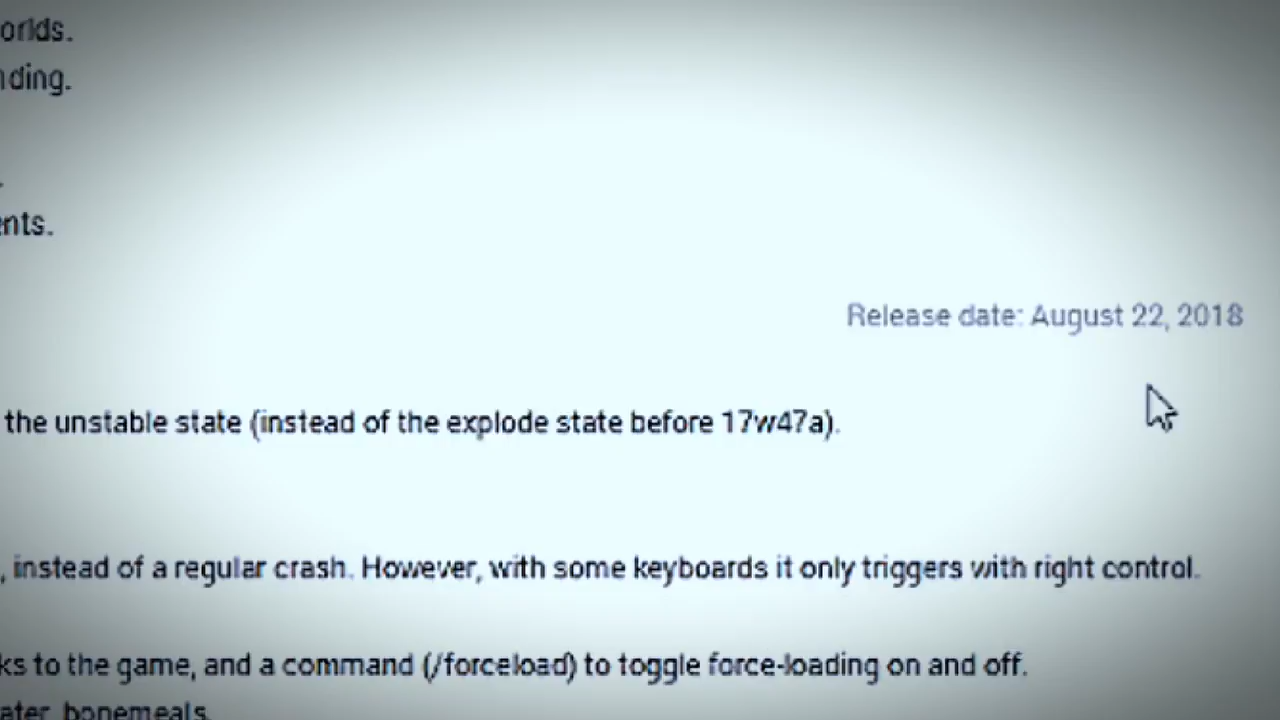 orlds.
nding.
ents.
Release date: August 22, 2018
the unstable state (instead of the explode state before 17w47a).
, instead of a regular crash. However, with some keyboards it only triggers with right control.
ks to the game, and a command (/forceload) to toggle force-loading on and off.
ater, bonemeals